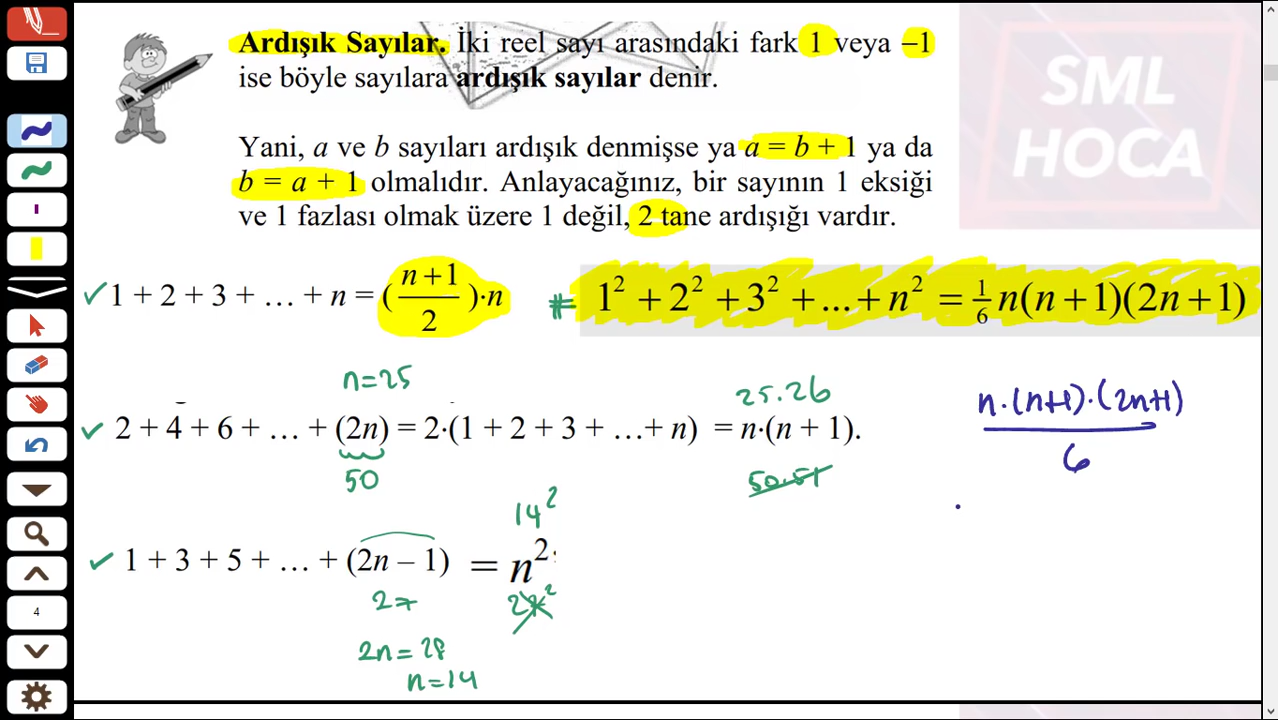 Ardışık Sayılar. İki reel sayı arasındaki fark 1 veya –1
ise böyle sayılara ardışık sayılar denir.
SML
HOCA
Yani, a ve b sayıları ardışık denmişse ya a = b + 1 ya da
b = a + 1 olmalıdır. Anlayacağınız, bir sayının 1 eksiği
ve 1 fazlası olmak üzere 1 değil, 2 tane ardışığı vardır.
✓ 1 + 2 + 3 + … + n = (\frac{n+1}{2})·n
# 1² + 2² + 3² + ... + n² = \frac{1}{6} n(n + 1)(2n + 1)
n=25
25.26
✓ 2 + 4 + 6 + … + (2n) = 2·(1 + 2 + 3 + …+ n) = n·(n + 1).
50
50.51
n.(n+1).(2n+1)
6
14²
✓ 1 + 3 + 5 + … + (2n – 1) = n².
27
27²
2n = 28
n=14
4